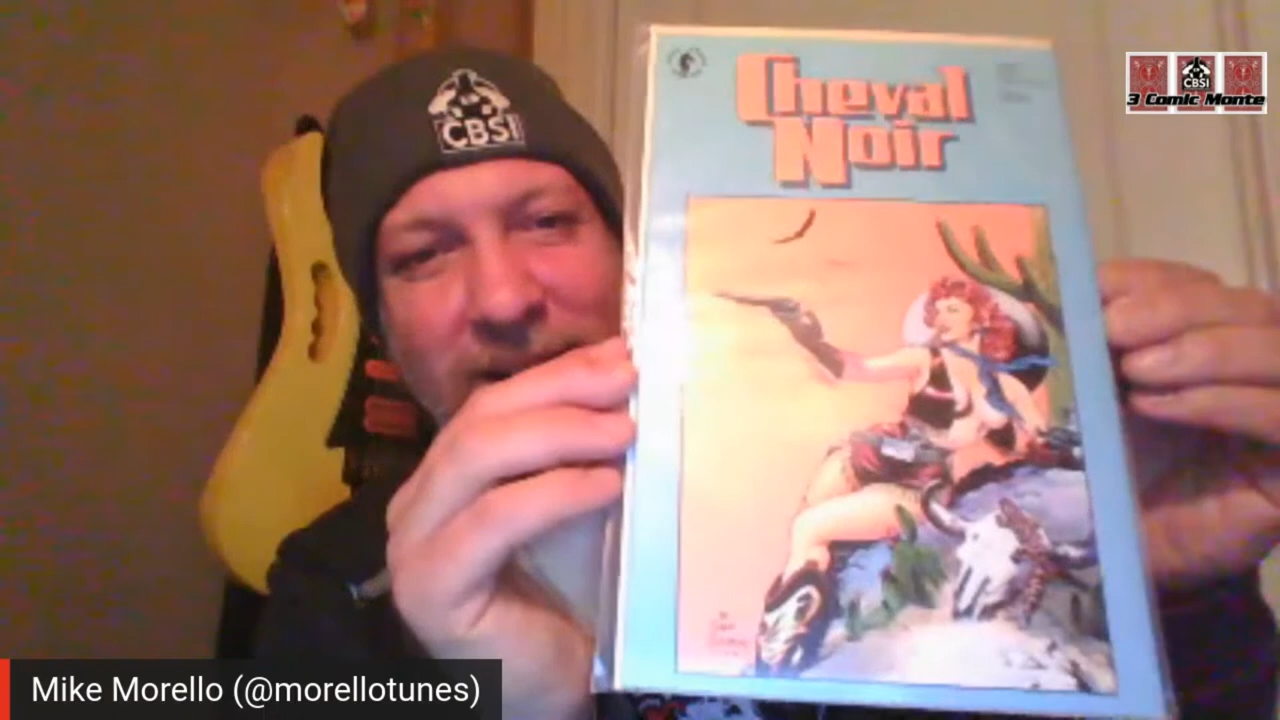 CBSI
Cheval
Noir
CBSI
3 Comic Monte
Mike Morello (@morellotunes)